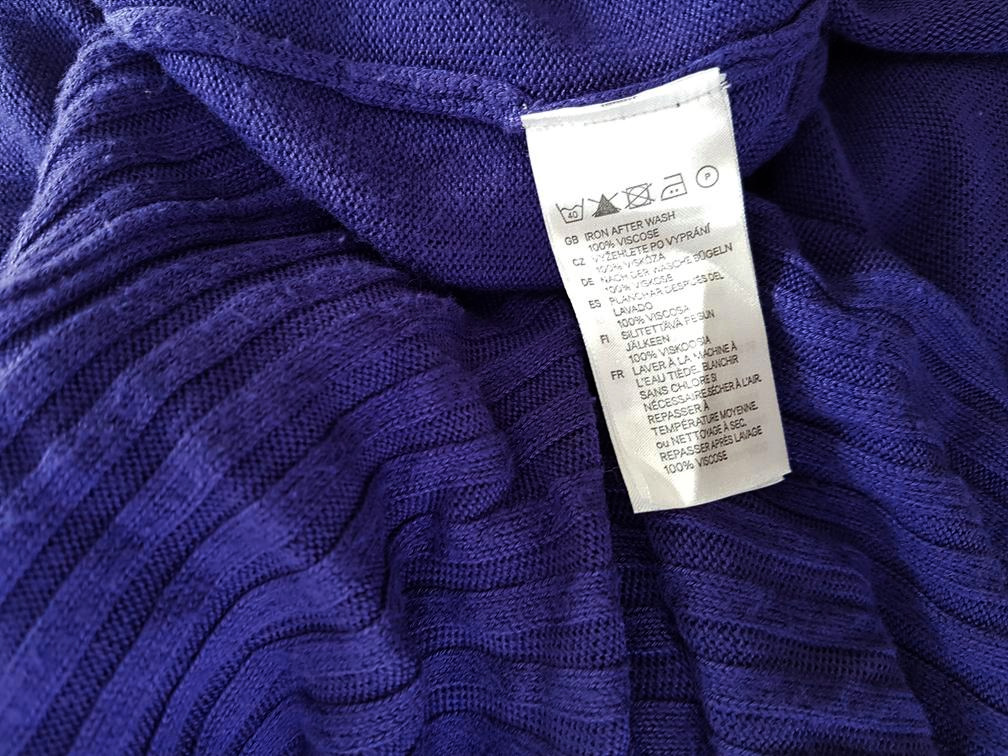 40 P
GB IRON AFTER WASH
100% VISCOSE
CZ VYŽEHLETE PO VYPRÁNÍ
100% VISKÓZA
DE NACH DER WÄSCHE BÜGELN
100% VISKOSE
ES PLANCHAR DESPUES DEL
LAVADO
100% VISCOSA
FI SILITETTÄVÄ PESUN
JÄLKEEN
100% VISKOOSIA
FR LAVER À LA MACHINE À
L'EAU TIÈDE. BLANCHIR
SANS CHLORE SI
NÉCESSAIRE.SÉCHER À L'AIR.
REPASSER À
TEMPÉRATURE MOYENNE.
ou NETTOYAGE À SEC.
REPASSER APRÈS LAVAGE
100% VISCOSE